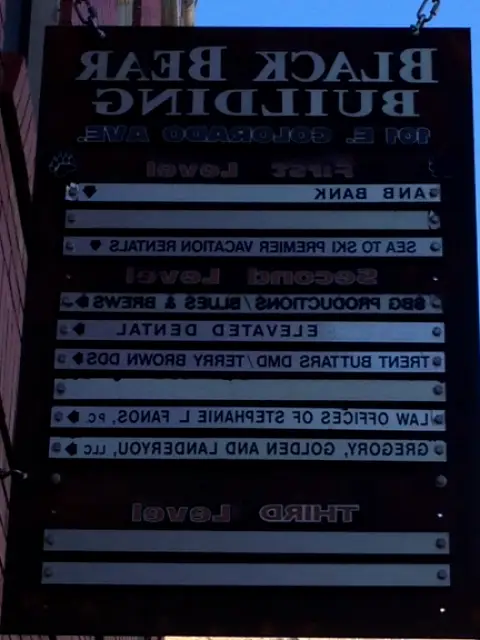 BLACK BEAR
BUILDING
101 E. COLORADO AVE.
First Level
ANB BANK
SEA TO SKI PREMIER VACATION RENTALS
Second Level
SBG PRODUCTIONS/BLUES & BREWS
ELEVATED DENTAL
TRENT BUTTARS DMD/TERRY BROWN DDS
LAW OFFICES OF STEPHANIE L FANOS, PC.
GREGORY, GOLDEN AND LANDERYOU, LLC
THIRD Level